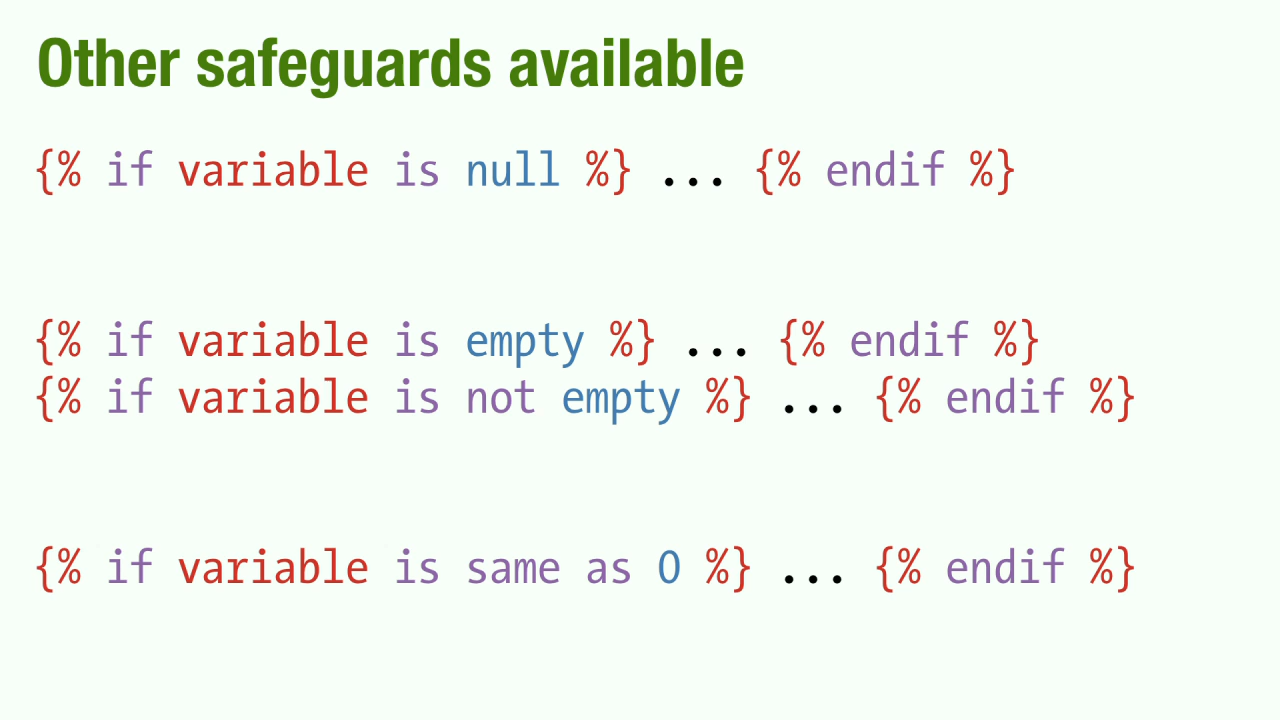 Other safeguards available
{% if variable is null %} ... {% endif %}
{% if variable is empty %} ... {% endif %}
{% if variable is not empty %} ... {% endif %}
{% if variable is same as 0 %} ... {% endif %}